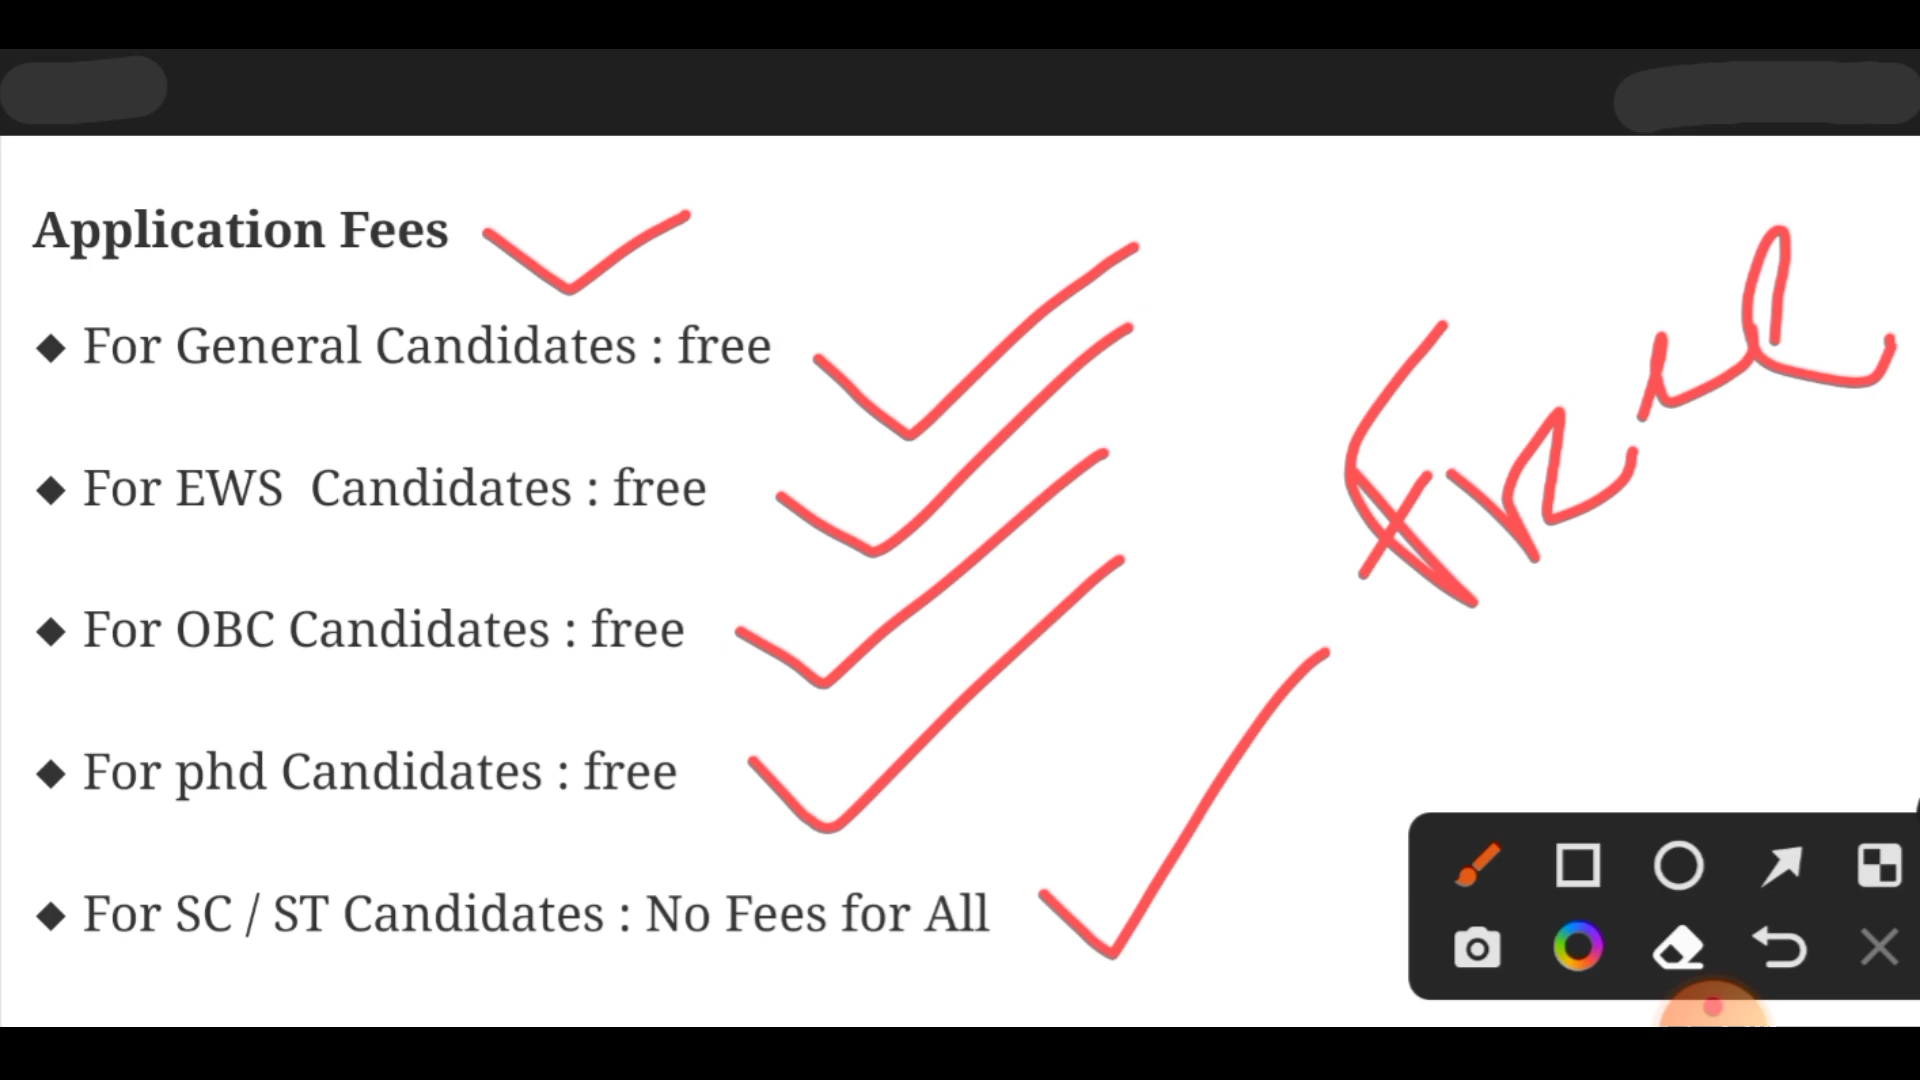 Application Fees
◆ For General Candidates : free
◆ For EWS  Candidates : free
◆ For OBC Candidates : free
◆ For phd Candidates : free
◆ For SC / ST Candidates : No Fees for All
free